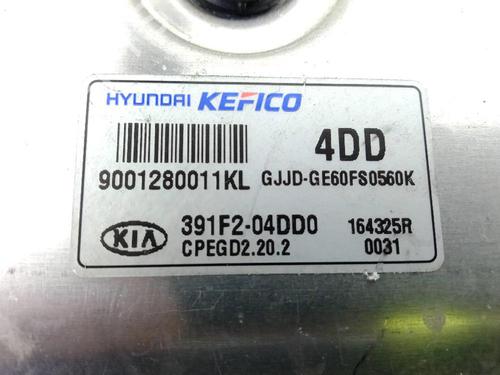 HYUNDAI KEFICO
4DD
9001280011KL GJJD-GE60FS0560K
KIA 391F2-04DD0 164325R
CPEGD2.20.2 0031